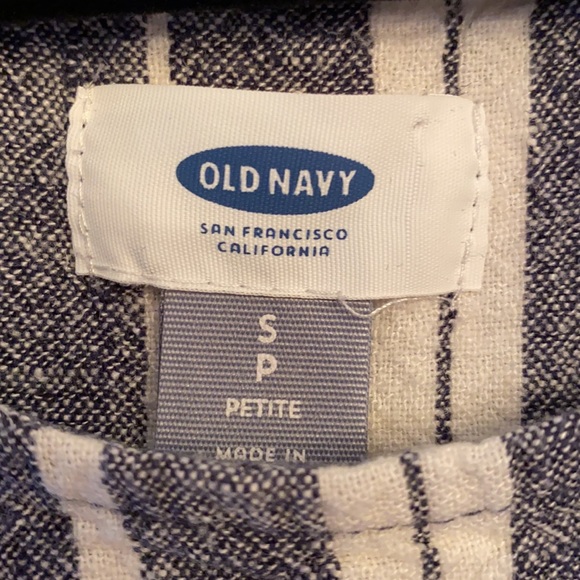 OLD NAVY
SAN FRANCISCO
CALIFORNIA
S
P
PETITE
MADE IN